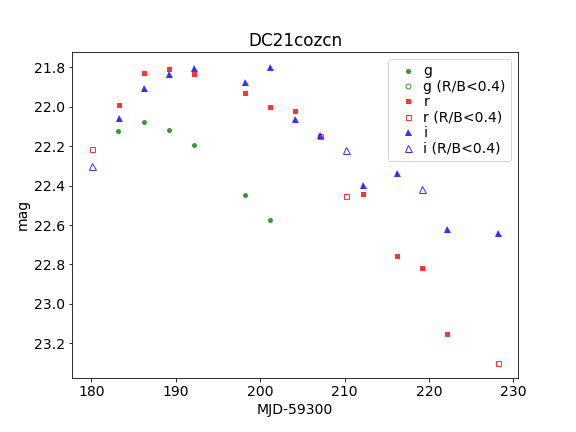 DC21cozcn
g
g (R/B<0.4)
r
r (R/B<0.4)
i
i (R/B<0.4)
mag
21.8
22.0
22.2
22.4
22.6
22.8
23.0
23.2
180 190 200 210 220 230
MJD-59300